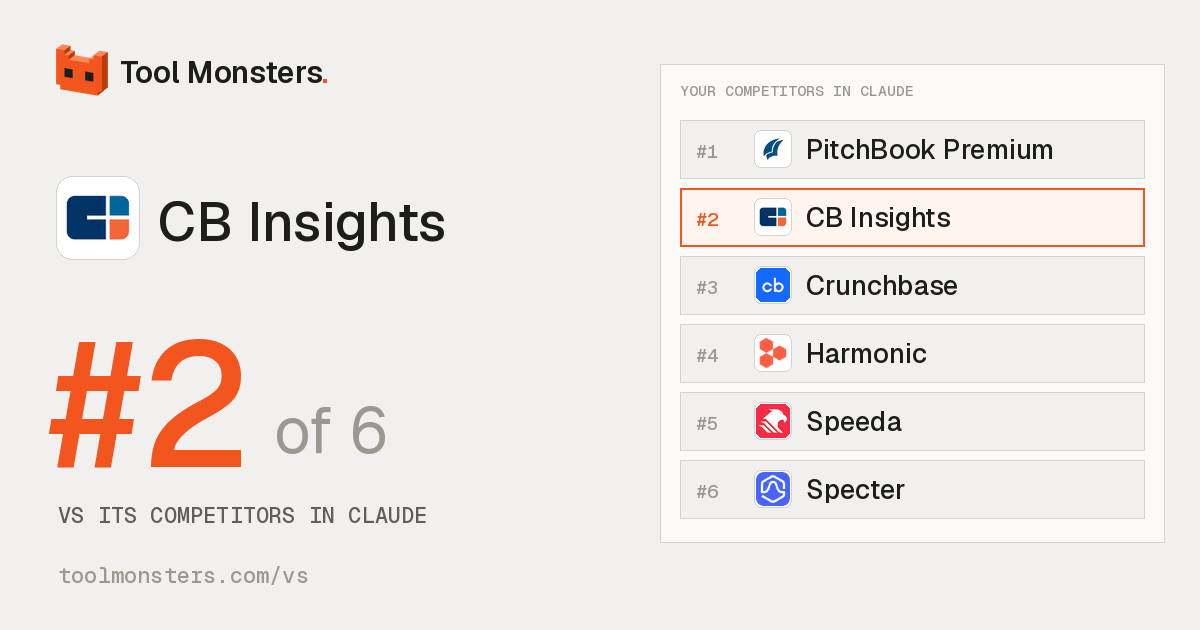 Tool Monsters.
CB Insights
#2 of 6
VS ITS COMPETITORS IN CLAUDE
toolmonsters.com/vs
YOUR COMPETITORS IN CLAUDE
#1 PitchBook Premium
#2 CB Insights
#3 cb Crunchbase
#4 Harmonic
#5 Speeda
#6 Specter